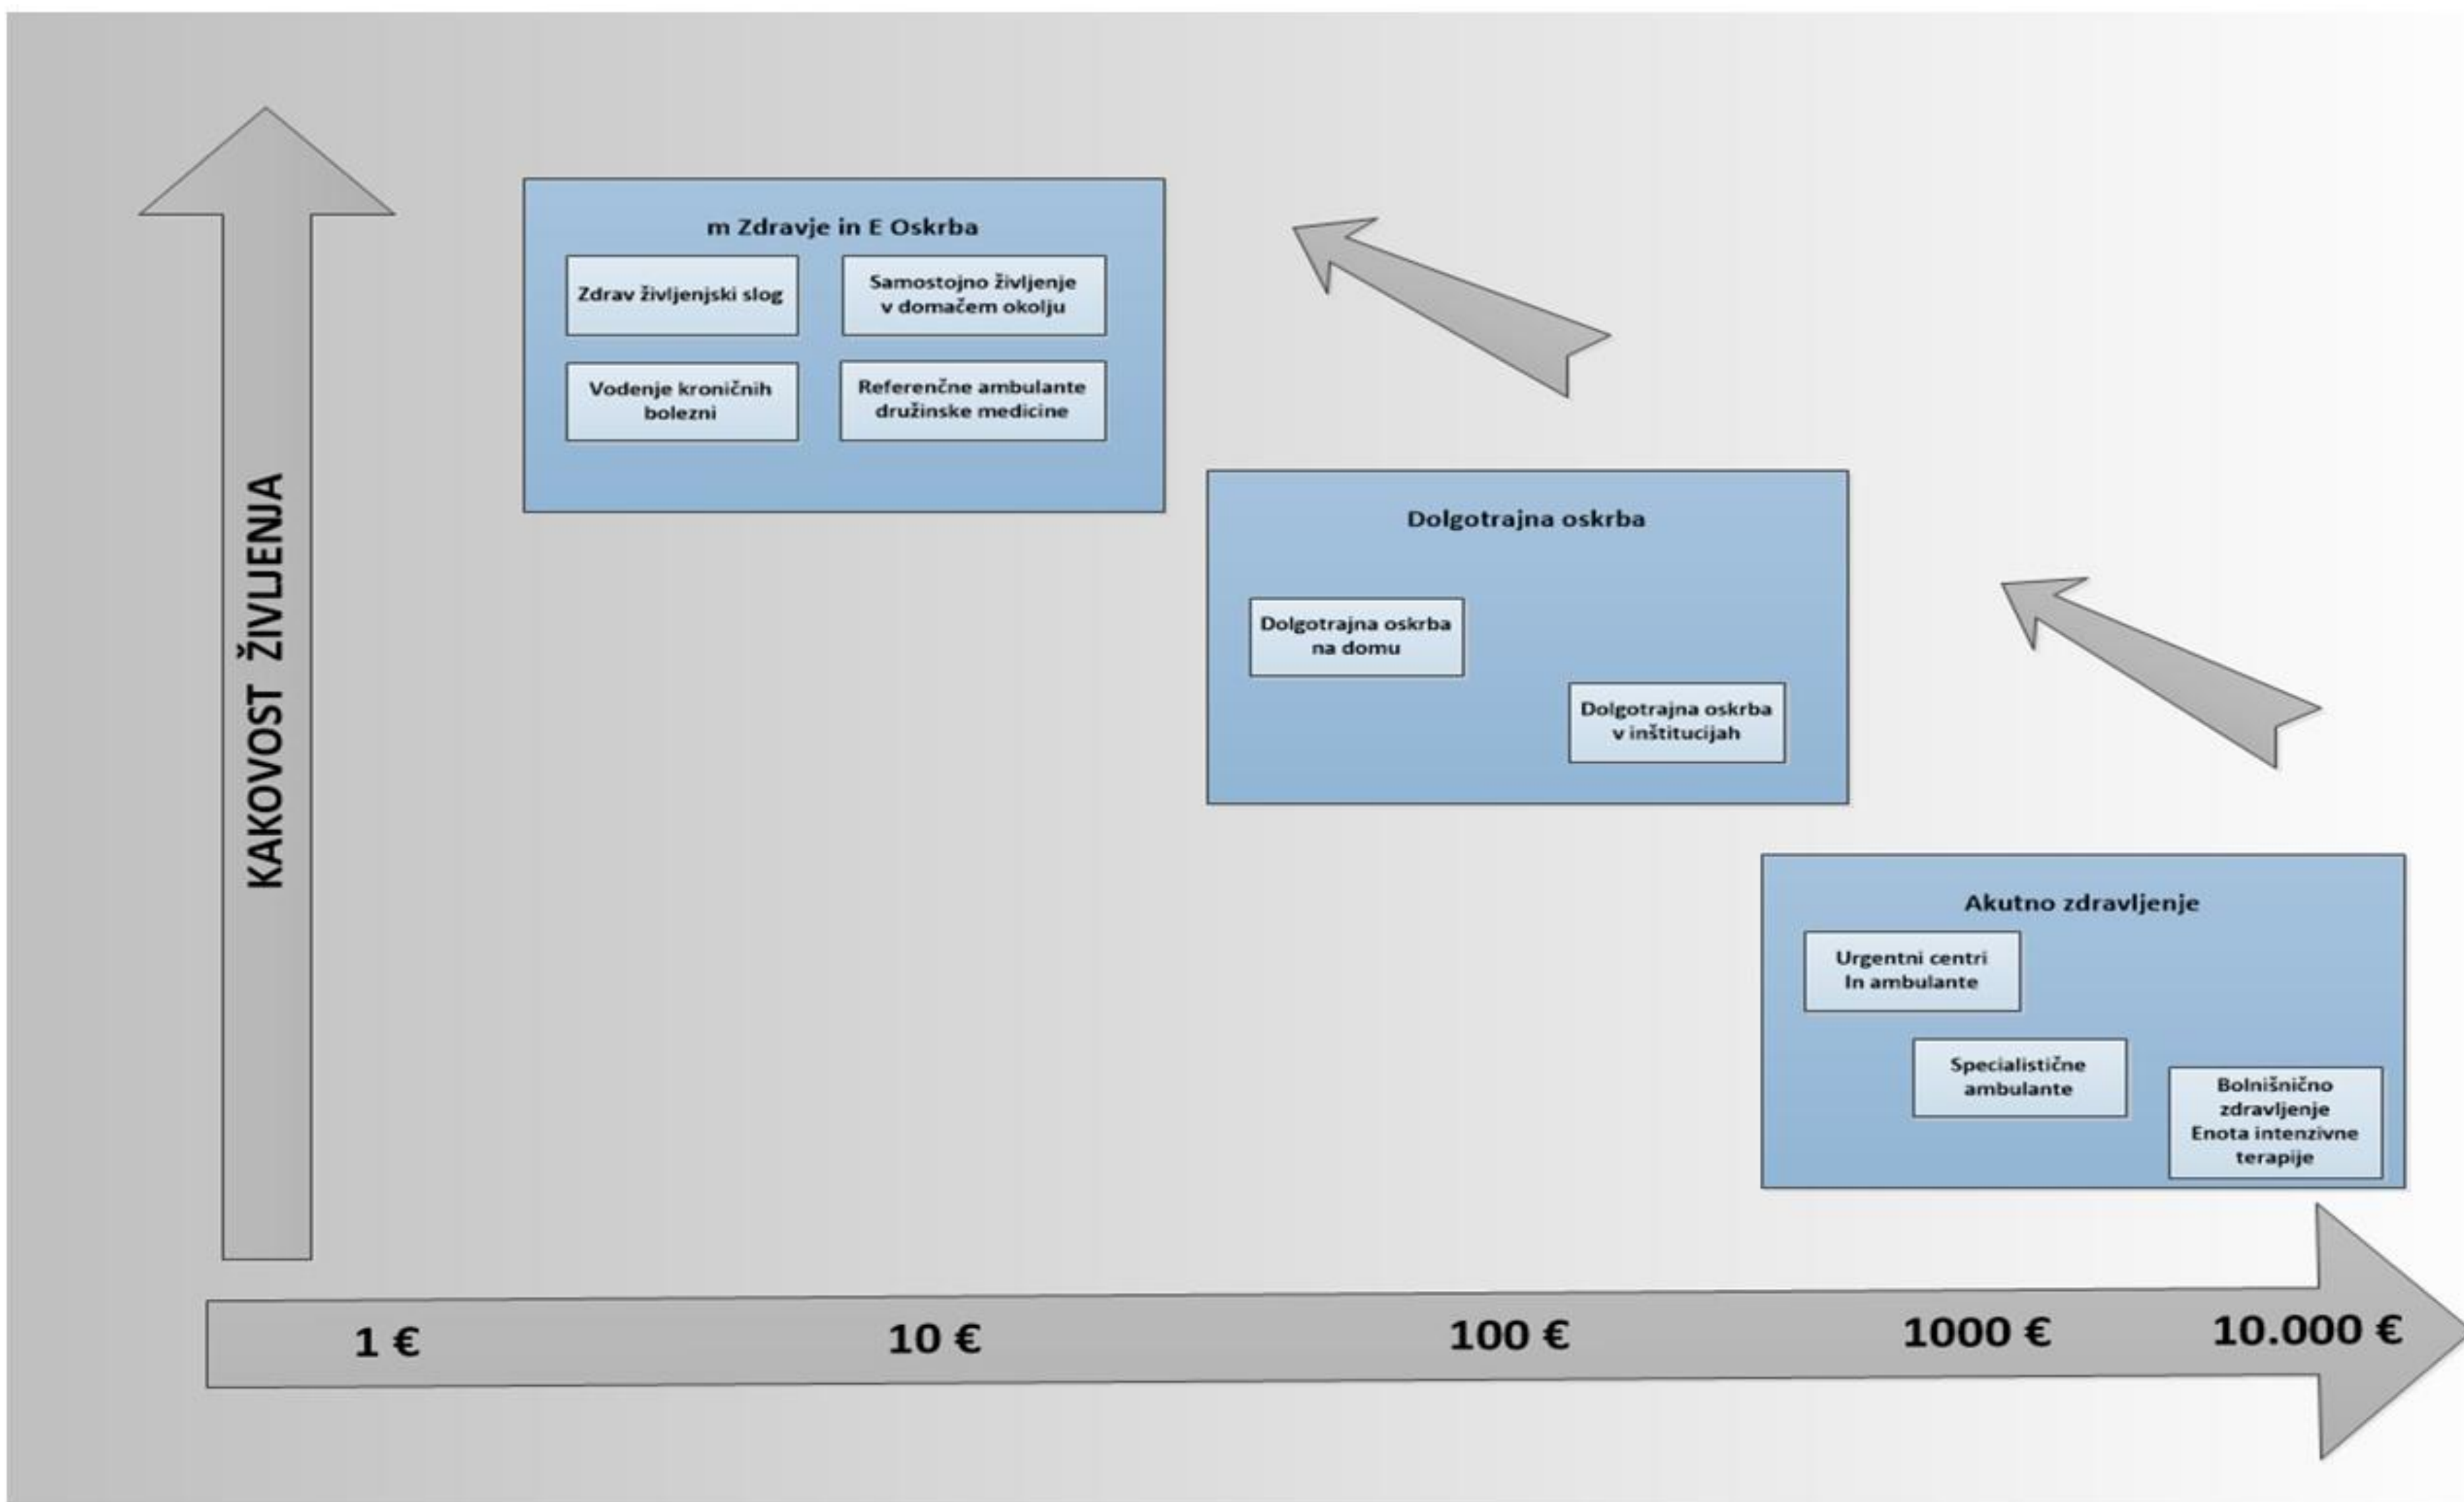 KAKOVOST ŽIVLJENJA
m Zdravje in E Oskrba
Zdrav življenjski slog
Samostojno življenje
v domačem okolju
Vodenje kroničnih
bolezni
Referenčne ambulante
družinske medicine
Dolgotrajna oskrba
Dolgotrajna oskrba
na domu
Dolgotrajna oskrba
v inštitucijah
Akutno zdravljenje
Urgentni centri
In ambulante
Specialistične
ambulante
Bolnišnično
zdravljenje
Enota intenzivne
terapije
1 €
10 €
100 €
1000 €
10.000 €